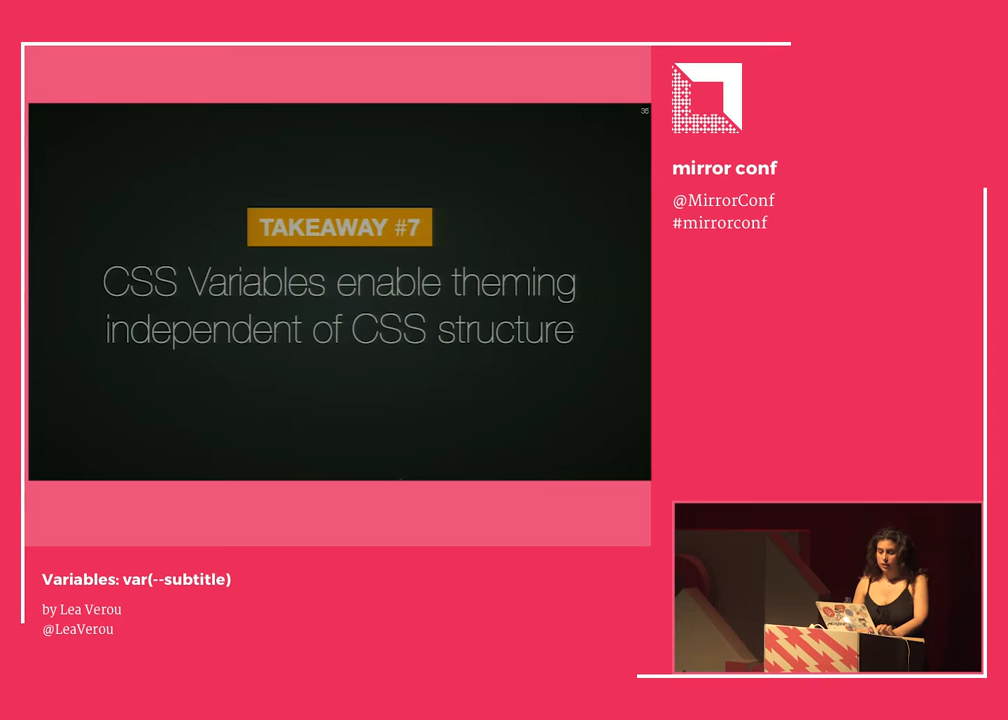 36
TAKEAWAY #7
CSS Variables enable theming
independent of CSS structure
mirror conf
@MirrorConf
#mirrorconf
Variables: var(--subtitle)
by Lea Verou
@LeaVerou